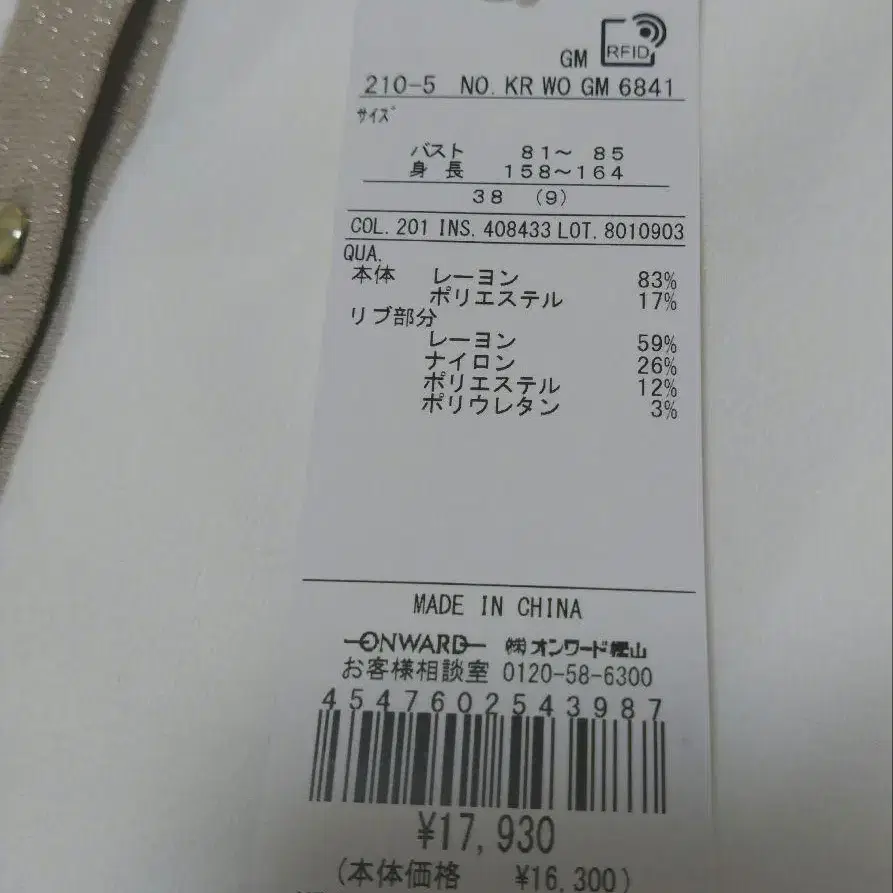 GM RFID
210-5 NO. KR WO GM 6841
サイズ
バスト 81～ 85
身長 158～164
38 (9)
COL. 201 INS. 408433 LOT. 8010903
QUA.
本体 レーヨン 83%
ポリエステル 17%
リブ部分
レーヨン 59%
ナイロン 26%
ポリエステル 12%
ポリウレタン 3%
MADE IN CHINA
ONWARD ㈱オンワード樫山
お客様相談室 0120-58-6300
4547602543987
¥17,930
(本体価格 ¥16,300)